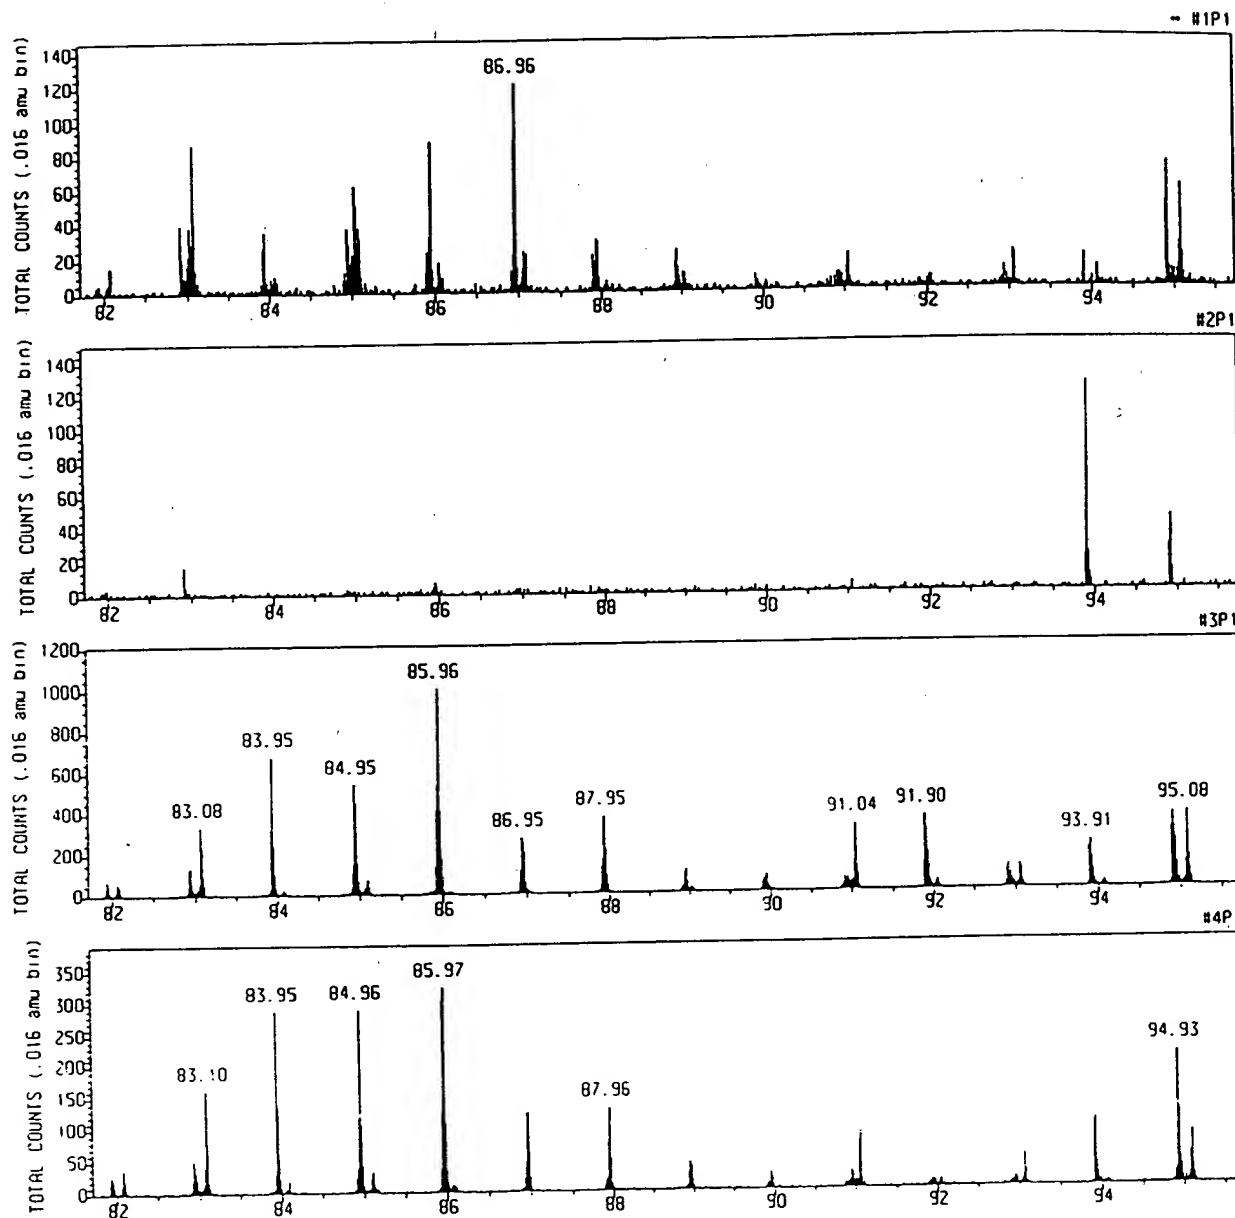 - #1P1
TOTAL COUNTS (.016 amu bin)
140
120
100
80
60
40
20
0
86.96
82 84 86 88 90 92 94
#2P1
TOTAL COUNTS (.016 amu bin)
140
120
100
80
60
40
20
0
82 84 86 88 90 92 94
#3P1
TOTAL COUNTS (.016 amu bin)
1200
1000
800
600
400
200
0
83.08 83.95 84.95 85.96 86.95 87.95 91.04 91.90 93.91 95.08
82 84 86 88 90 92 94
#4P
TOTAL COUNTS (.016 amu bin)
350
300
250
200
150
100
50
0
83.10 83.95 84.96 85.97 87.96 94.93
82 84 86 88 90 92 94